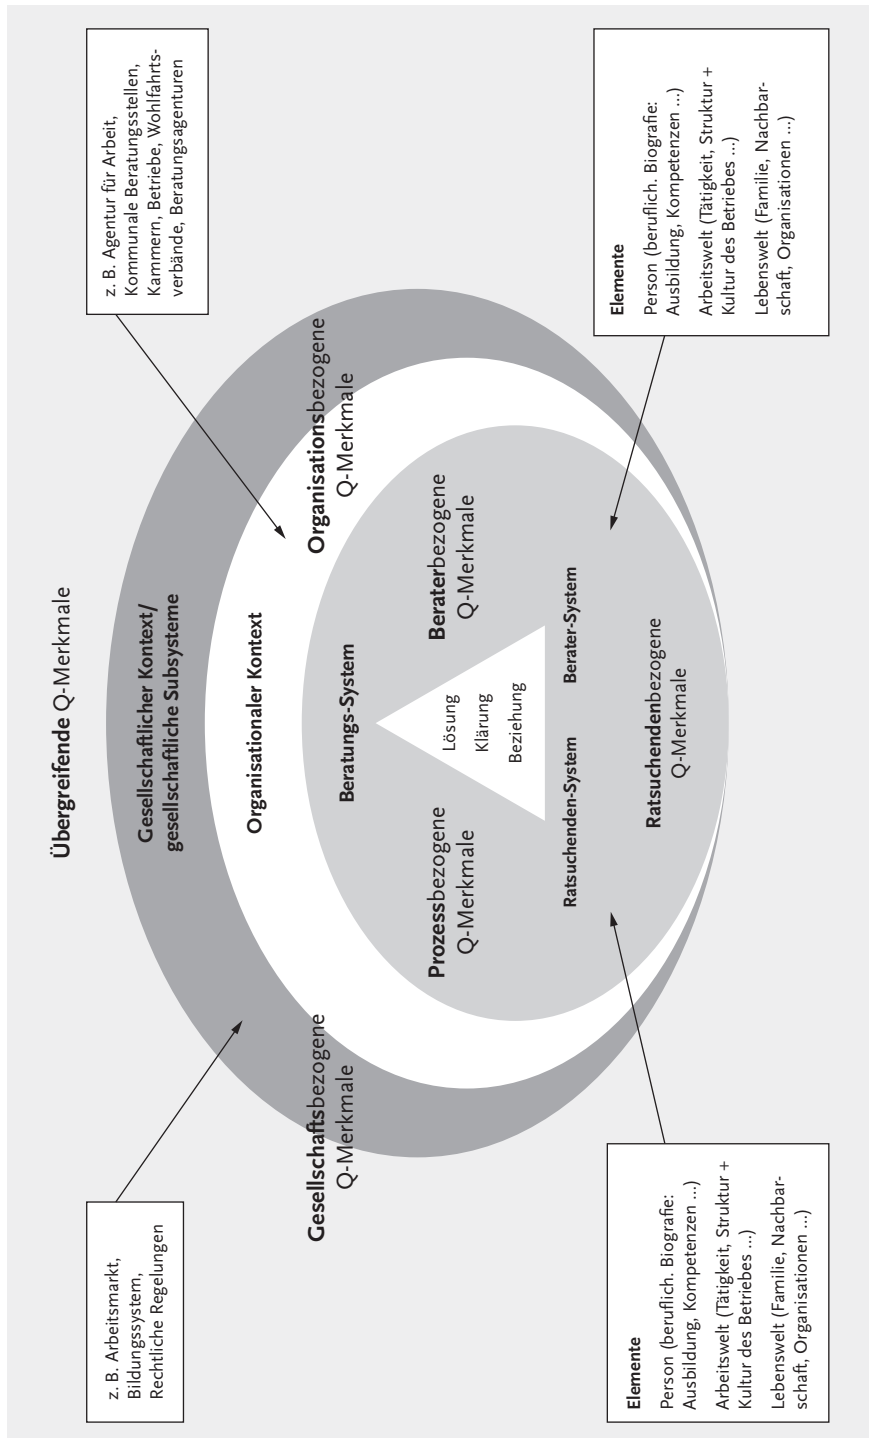 Übergreifende Q-Merkmale
z. B. Arbeitsmarkt,
Bildungssystem,
Rechtliche Regelungen
z. B. Agentur für Arbeit,
Kommunale Beratungsstellen,
Kammern, Betriebe, Wohlfahrts-
verbände, Beratungsagenturen
Gesellschaftlicher Kontext/
gesellschaftliche Subsysteme
Organisationaler Kontext
Gesellschaftsbezogene
Q-Merkmale
Organisationsbezogene
Q-Merkmale
Beratungs-System
Prozessbezogene
Q-Merkmale
Beraterbezogene
Q-Merkmale
Lösung
Klärung
Beziehung
Ratsuchenden-System
Berater-System
Ratsuchendenbezogene
Q-Merkmale
Elemente
Person (beruflich. Biografie:
Ausbildung, Kompetenzen ...)
Arbeitswelt (Tätigkeit, Struktur +
Kultur des Betriebes ...)
Lebenswelt (Familie, Nachbar-
schaft, Organisationen ...)
Elemente
Person (beruflich. Biografie:
Ausbildung, Kompetenzen ...)
Arbeitswelt (Tätigkeit, Struktur +
Kultur des Betriebes ...)
Lebenswelt (Familie, Nachbar-
schaft, Organisationen ...)